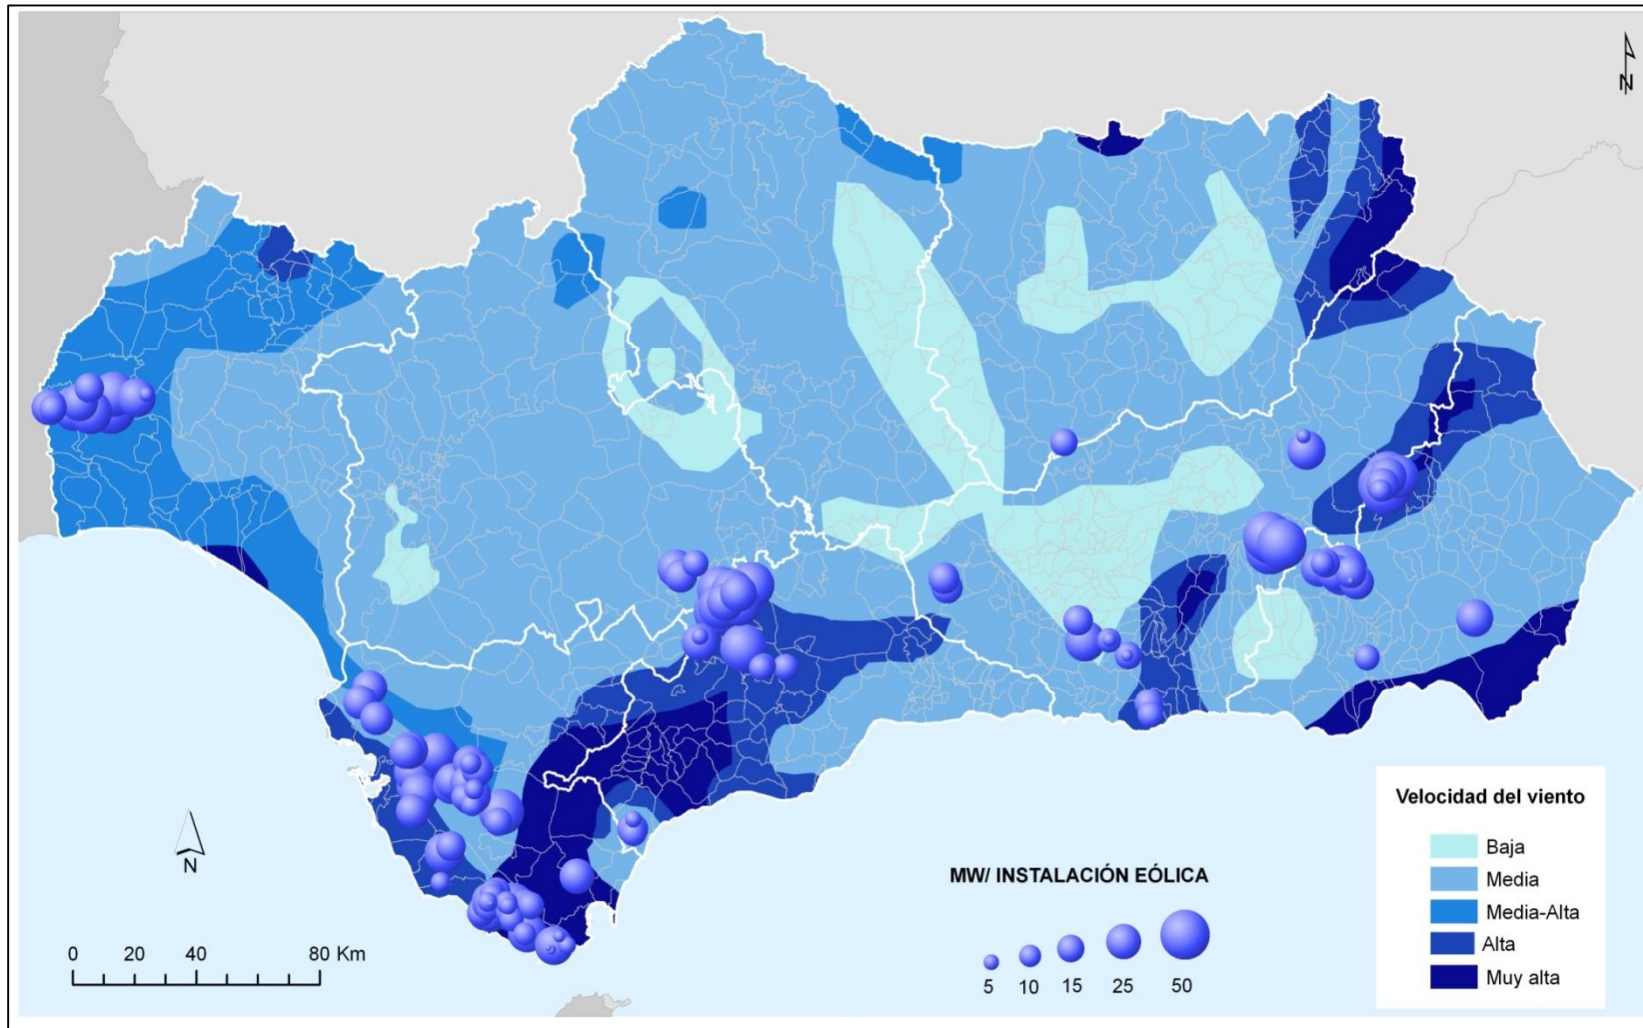 N
N
0 20 40 80 Km
MW/ INSTALACIÓN EÓLICA
5 10 15 25 50
Velocidad del viento
Baja
Media
Media-Alta
Alta
Muy alta